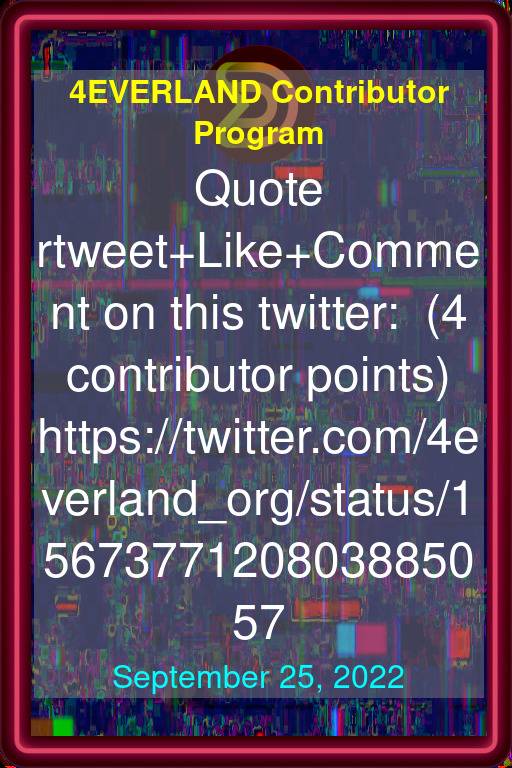 4EVERLAND Contributor
Program
Quote
rtweet+Like+Comme
nt on this twitter:  (4
contributor points)
https://twitter.com/4e
verland_org/status/1
5673771208038850
57
September 25, 2022